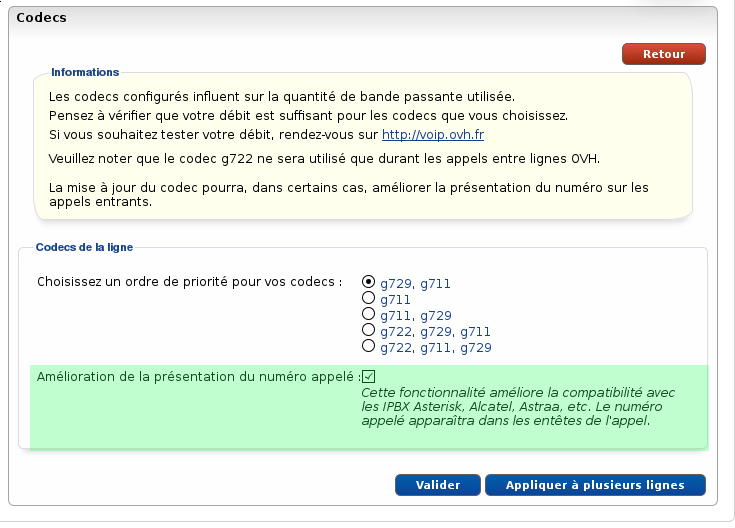 Codecs
Retour
Informations
Les codecs configurés influent sur la quantité de bande passante utilisée.
Pensez à vérifier que votre débit est suffisant pour les codecs que vous choisissez.
Si vous souhaitez tester votre débit, rendez-vous sur http://voip.ovh.fr
Veuillez noter que le codec g722 ne sera utilisé que durant les appels entre lignes OVH.
La mise à jour du codec pourra, dans certains cas, améliorer la présentation du numéro sur les
appels entrants.
Codecs de la ligne
Choisissez un ordre de priorité pour vos codecs :
g729, g711
g711
g711, g729
g722, g729, g711
g722, g711, g729
Amélioration de la présentation du numéro appelé :
Cette fonctionnalité améliore la compatibilité avec
les IPBX Asterisk, Alcatel, Astraa, etc. Le numéro
appelé apparaîtra dans les entêtes de l'appel.
Valider
Appliquer à plusieurs lignes